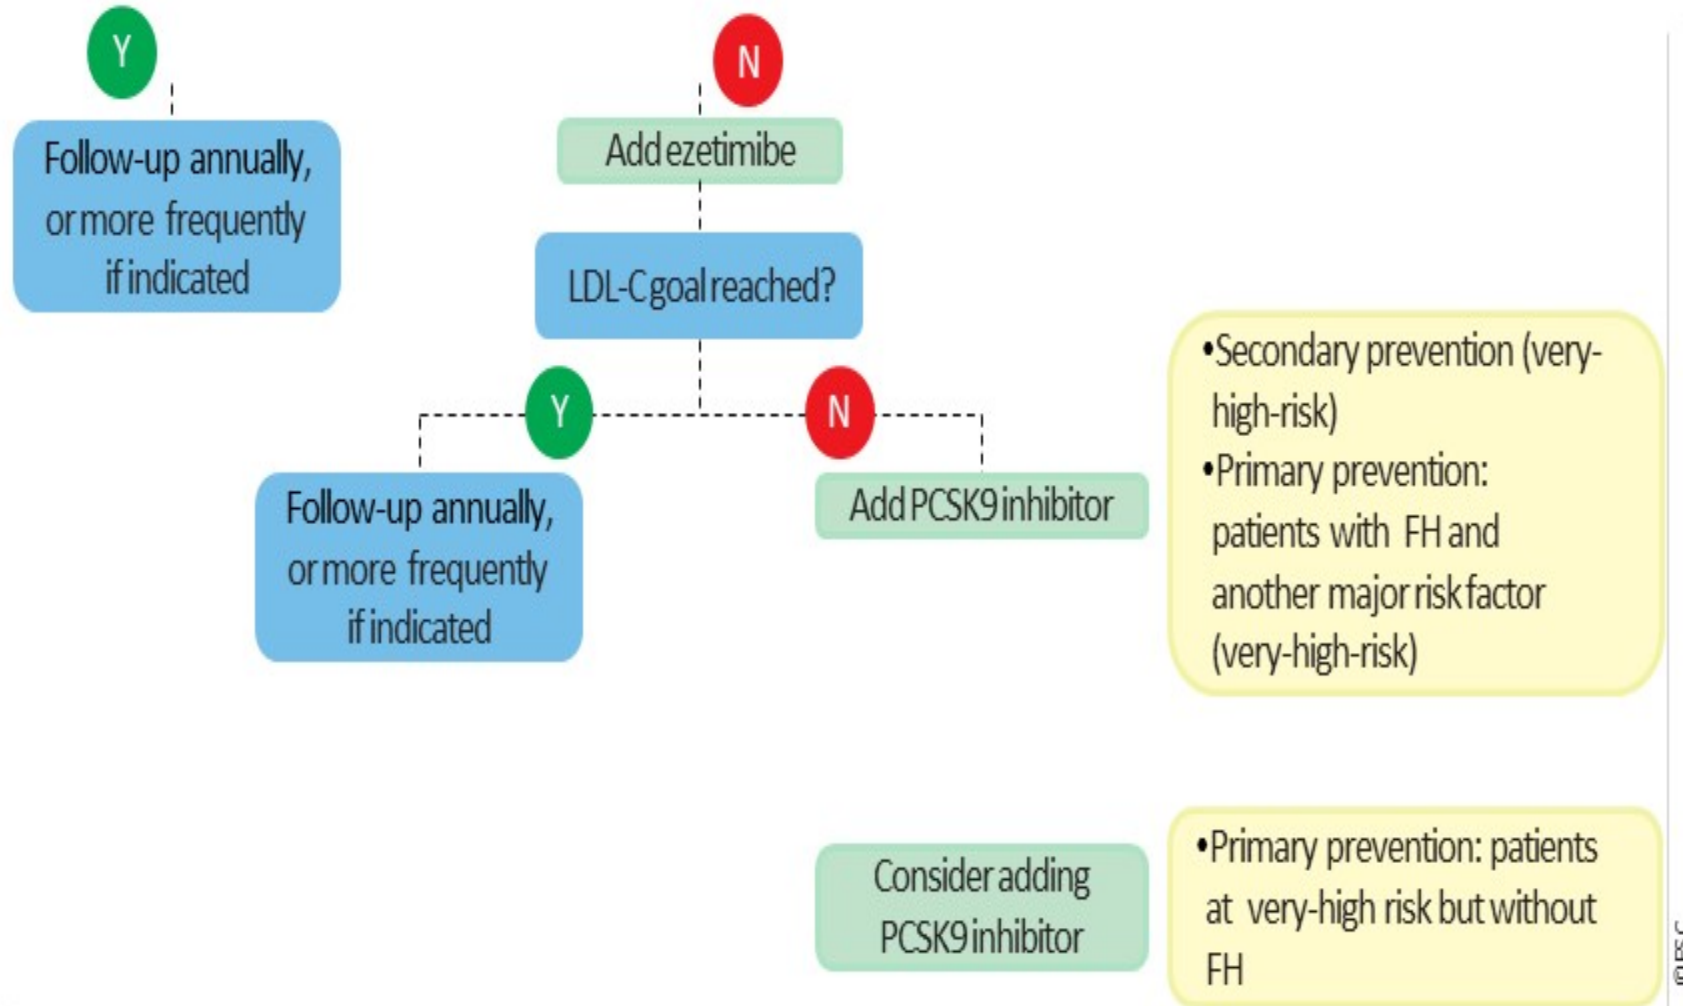 Y
N
Follow-up annually,
or more frequently
if indicated
Add ezetimibe
LDL-C goal reached?
Y
N
Follow-up annually,
or more frequently
if indicated
Add PCSK9 inhibitor
•Secondary prevention (very-
high-risk)
•Primary prevention:
patients with FH and
another major risk factor
(very-high-risk)
Consider adding
PCSK9 inhibitor
•Primary prevention: patients
at very-high risk but without
FH
©ESC